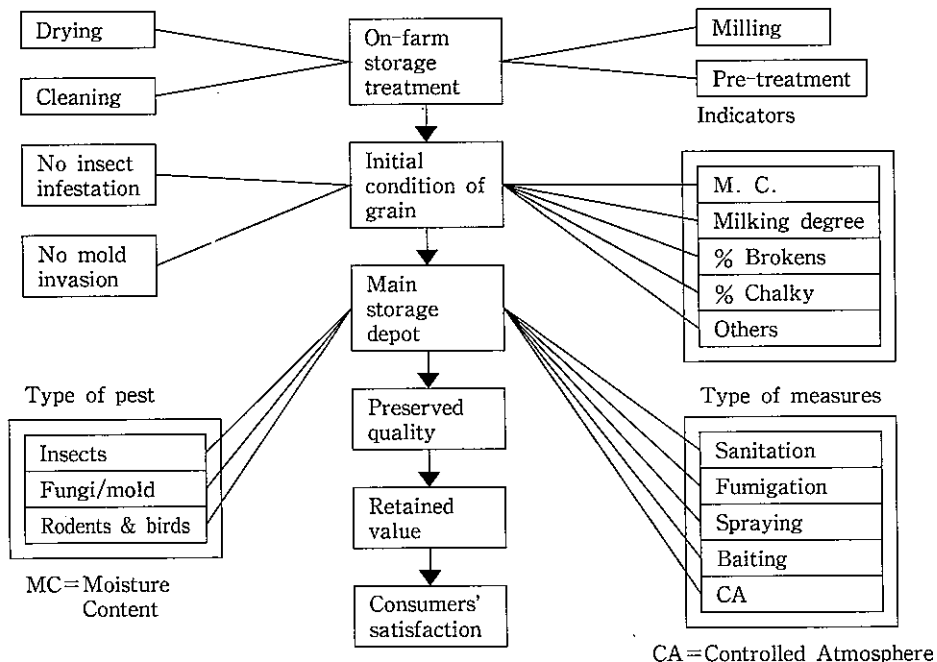 Drying
Cleaning
On-farm
storage
treatment
Milling
Pre-treatment
Indicators
No insect
infestation
No mold
invasion
Initial
condition of
grain
M. C.
Milking degree
% Brokens
% Chalky
Others
Main
storage
depot
Type of pest
Insects
Fungi/mold
Rodents & birds
MC=Moisture
Content
Preserved
quality
Retained
value
Consumers'
satisfaction
Type of measures
Sanitation
Fumigation
Spraying
Baiting
CA
CA=Controlled Atmosphere